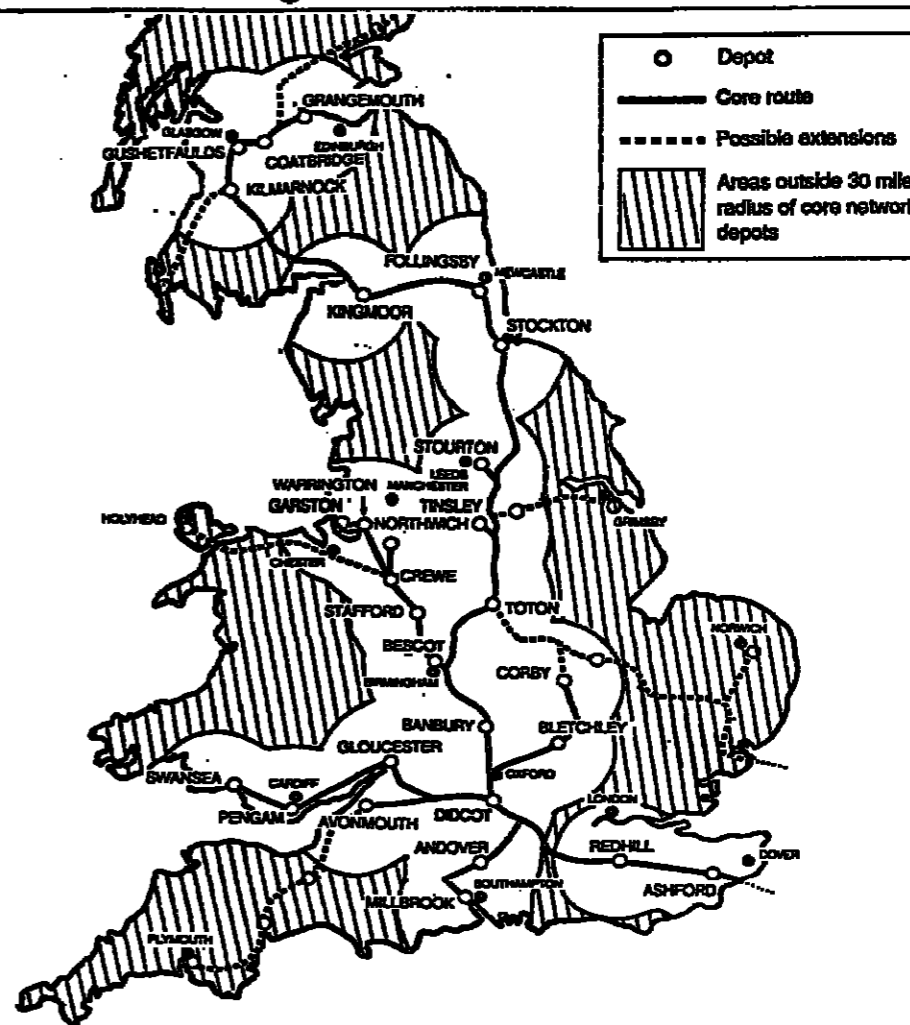 Depot
Core route
Possible extensions
Areas outside 30 mile
radius of core network
depots
GRANGEMOUTH
GLASGOW
EDINBURGH
GUSHETFAULDS
COATBRIDGE
KILMARNOCK
FOLLINGSBY
NEWCASTLE
KINGMOOR
STOCKTON
STOURTON
LEEDS
WARRINGTON
MANCHESTER
GARSTON
TINSLEY
HOLYHEAD
NORTHWICH
GRIMSBY
CHESTER
CREWE
STAFFORD
TOTON
NORWICH
BESCOT
BIRMINGHAM
CORBY
BANBURY
BLETCHLEY
GLOUCESTER
SWANSEA
CARDIFF
OXFORD
LONDON
PENGAM
AVONMOUTH
DIDCOT
ANDOVER
REDHILL
DOVER
SOUTHAMPTON
ASHFORD
MILLBROOK
PLYMOUTH